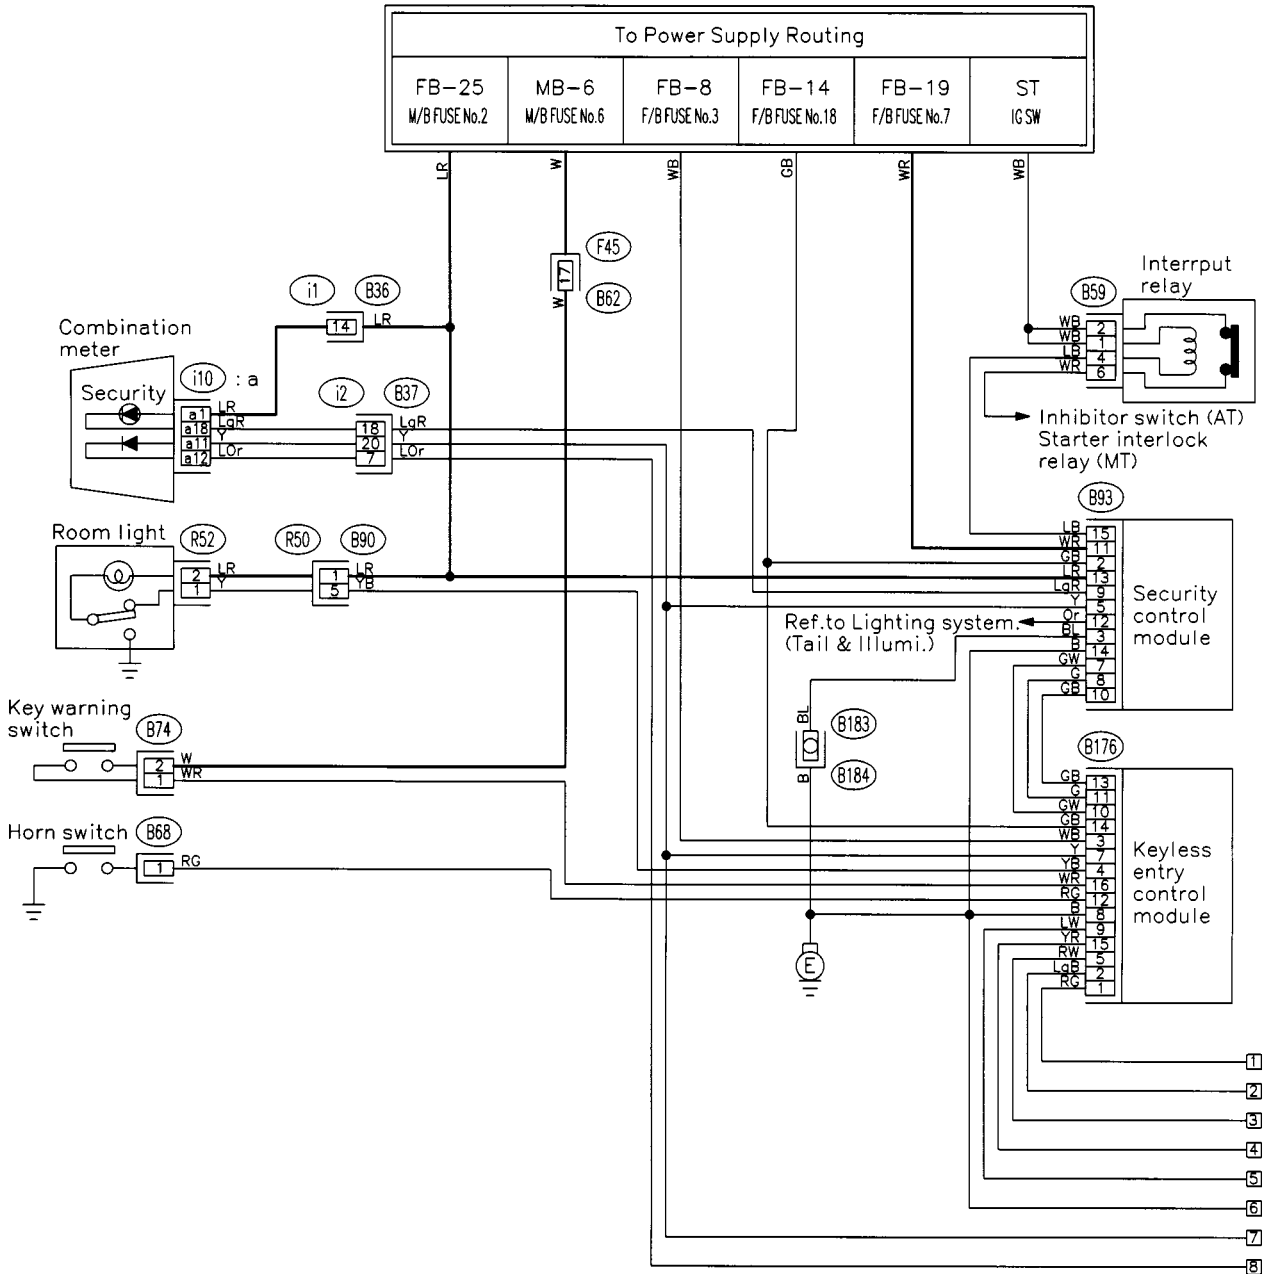 To Power Supply Routing
FB-25 MB-6 FB-8 FB-14 FB-19 ST
M/B FUSE No.2 M/B FUSE No.6 F/B FUSE No.3 F/B FUSE No.18 F/B FUSE No.7 IG SW
LR W WB GB WR WB
F45
17
W B62
Interrput
relay
B59
WB 2
WB 1
LB 4
WR 6
Inhibitor switch (AT)
Starter interlock
relay (MT)
i1 B36
14 LR
Combination
meter
Security
i10 : a
i2 B37
a1 LR
a18 LgR 18 LgR
a11 Y 20 Y
a12 LOr 7 LOr
Room light
R52 R50 B90
2 LR 1 LR
1 Y 5 YB
B93
LB 15
WR 11
GB 2
LR 13
LgR 9
Y 5
Or 12
BL 3
B 14
GW 7
G 8
GB 10
Security
control
module
Ref.to Lighting system.
(Tail & Illumi.)
BL B183
B B184
Key warning
switch
B74
2 W
1 WR
Horn switch B68
1 RG
B176
GB 13
G 11
GW 10
GB 14
WB 3
Y 7
YB 4
WR 16
RG 12
B 8
LW 9
YR 15
RW 5
LgB 2
RG 1
Keyless
entry
control
module
E
1
2
3
4
5
6
7
8